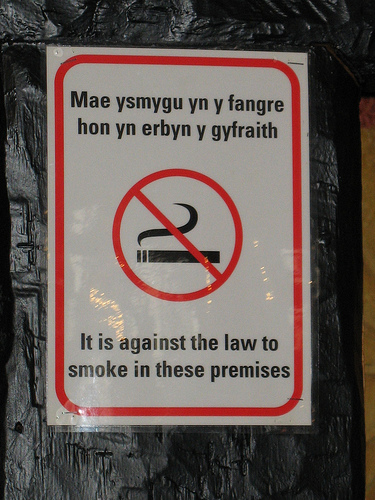 Mae ysmygu yn y fangre
hon yn erbyn y gyfraith
It is against the law to
smoke in these premises